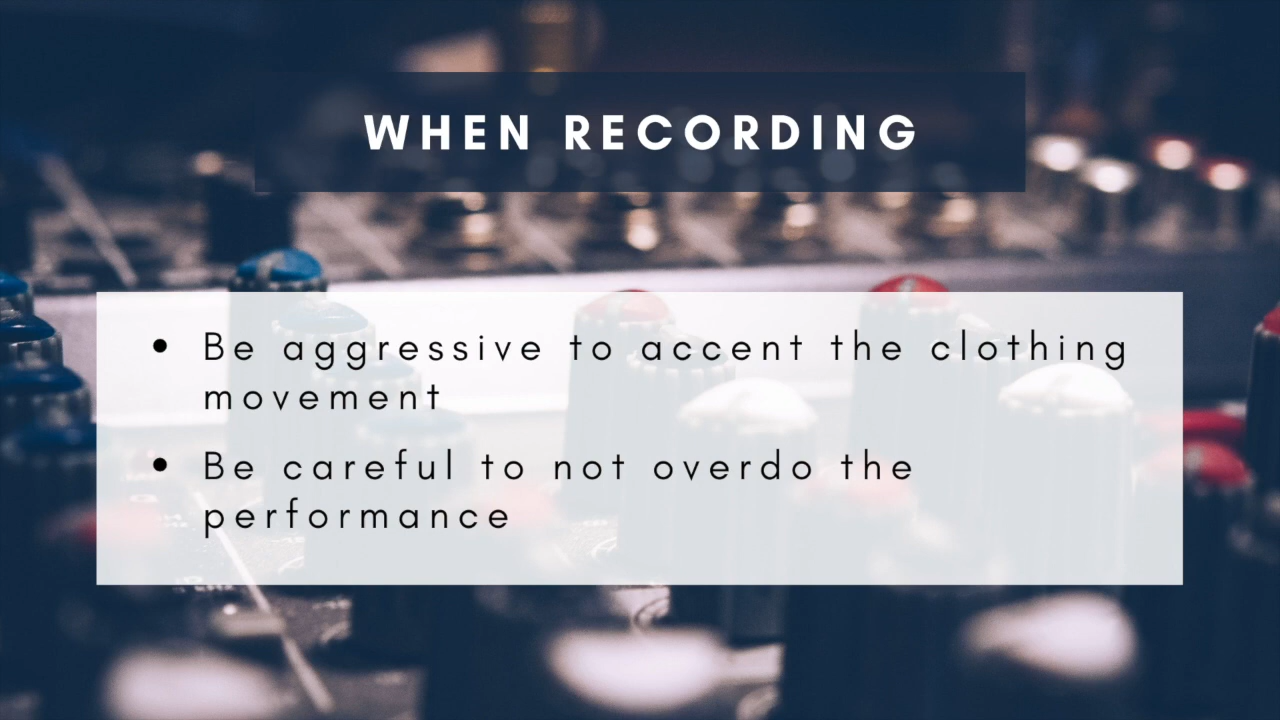 WHEN RECORDING
• Be aggressive to accent the clothing
movement
• Be careful to not overdo the
performance